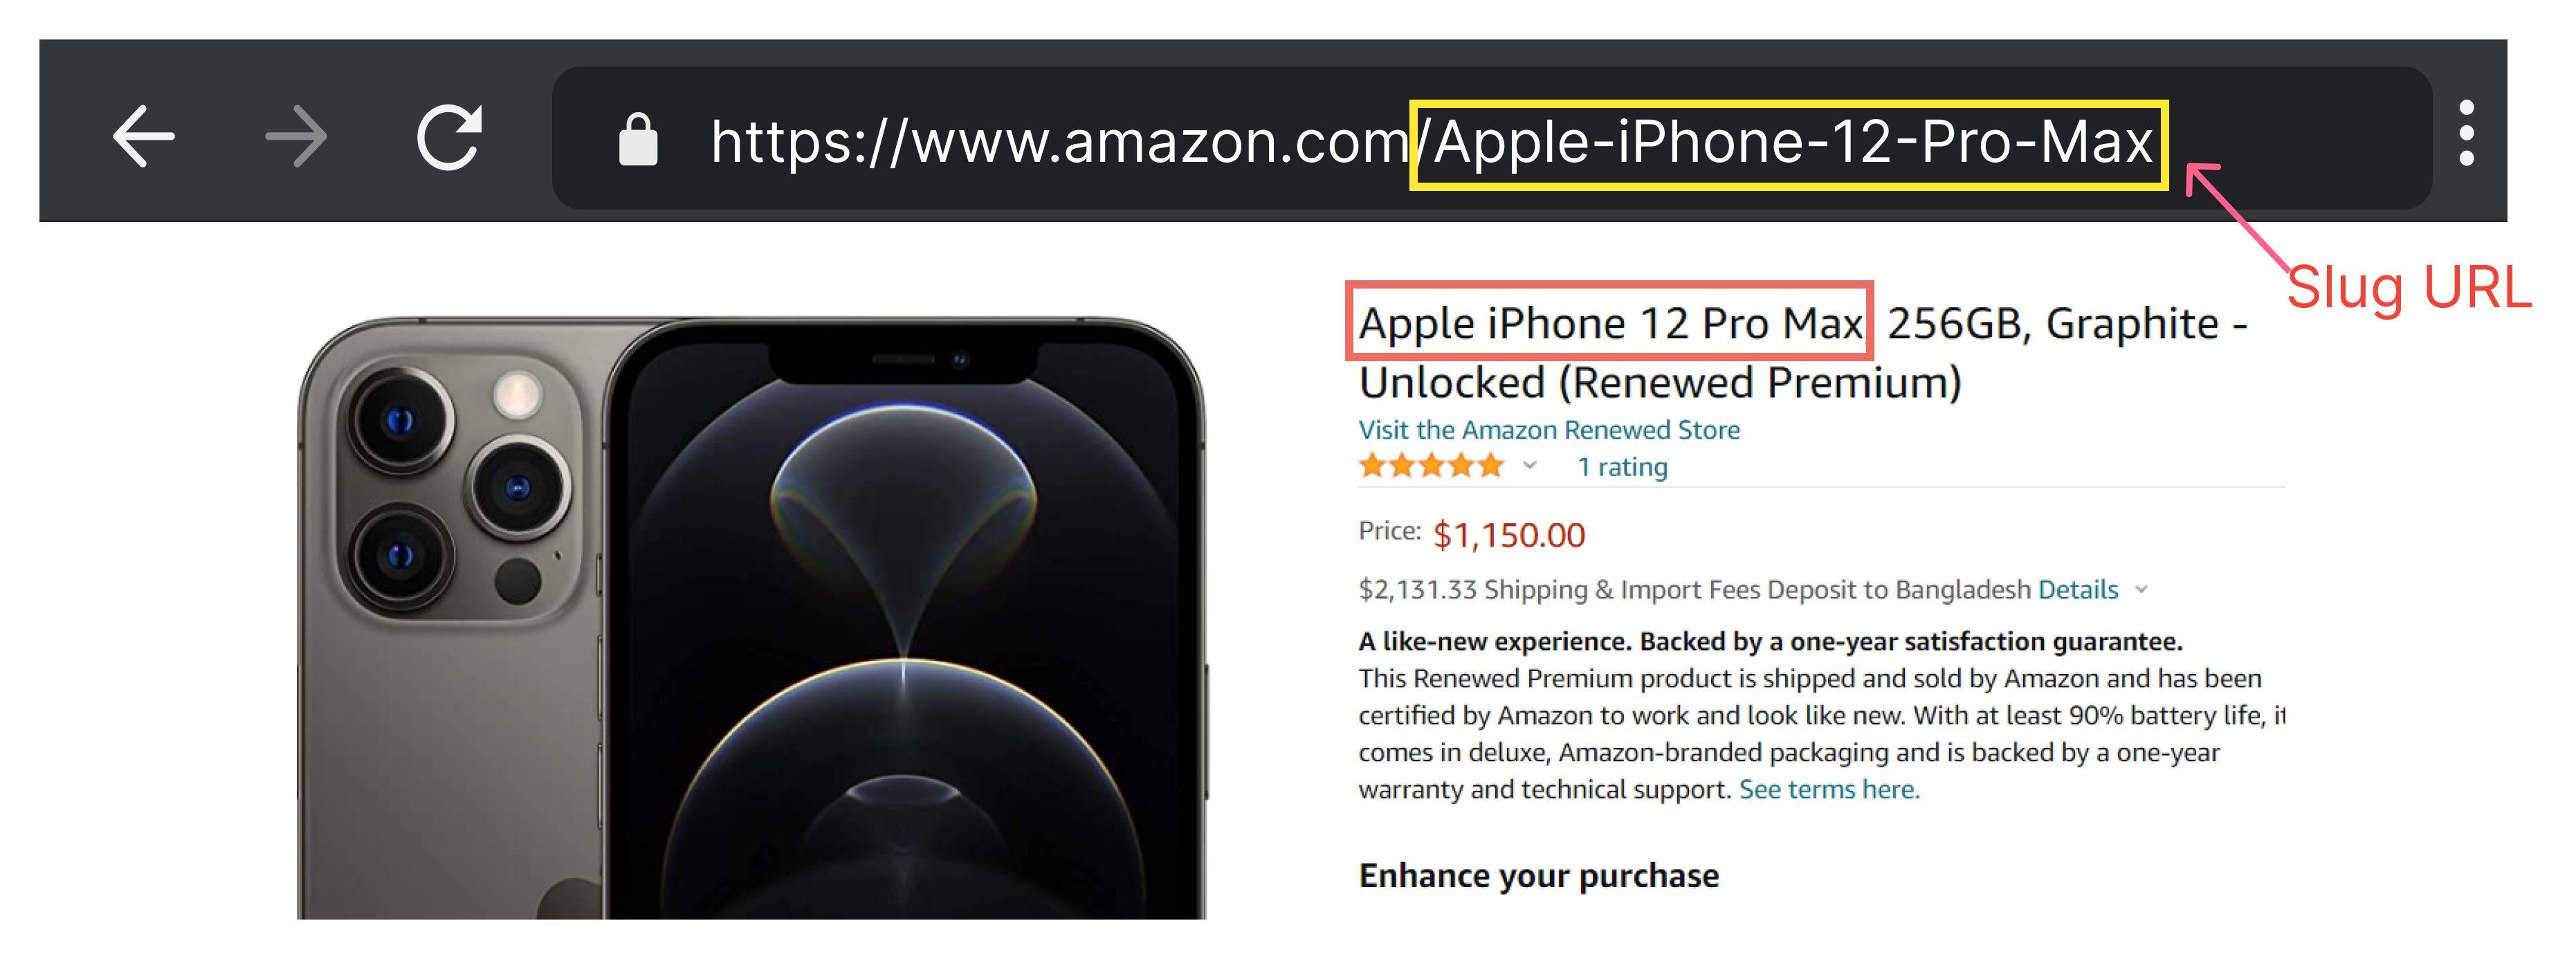 https://www.amazon.com/Apple-iPhone-12-Pro-Max
Slug URL
Apple iPhone 12 Pro Max, 256GB, Graphite -
Unlocked (Renewed Premium)
Visit the Amazon Renewed Store
1 rating
Price: $1,150.00
$2,131.33 Shipping & Import Fees Deposit to Bangladesh Details
A like-new experience. Backed by a one-year satisfaction guarantee.
This Renewed Premium product is shipped and sold by Amazon and has been
certified by Amazon to work and look like new. With at least 90% battery life, it
comes in deluxe, Amazon-branded packaging and is backed by a one-year
warranty and technical support. See terms here.
Enhance your purchase